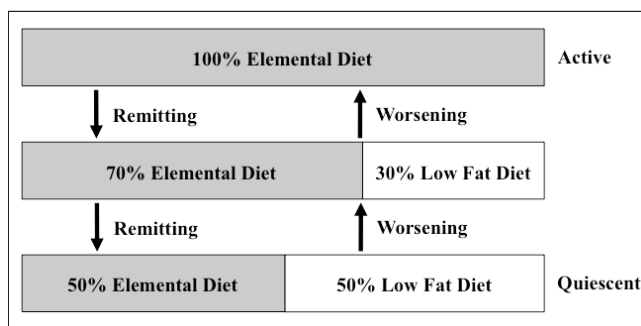 100% Elemental Diet Active
Remitting Worsening
70% Elemental Diet 30% Low Fat Diet
Remitting Worsening
50% Elemental Diet 50% Low Fat Diet Quiescent